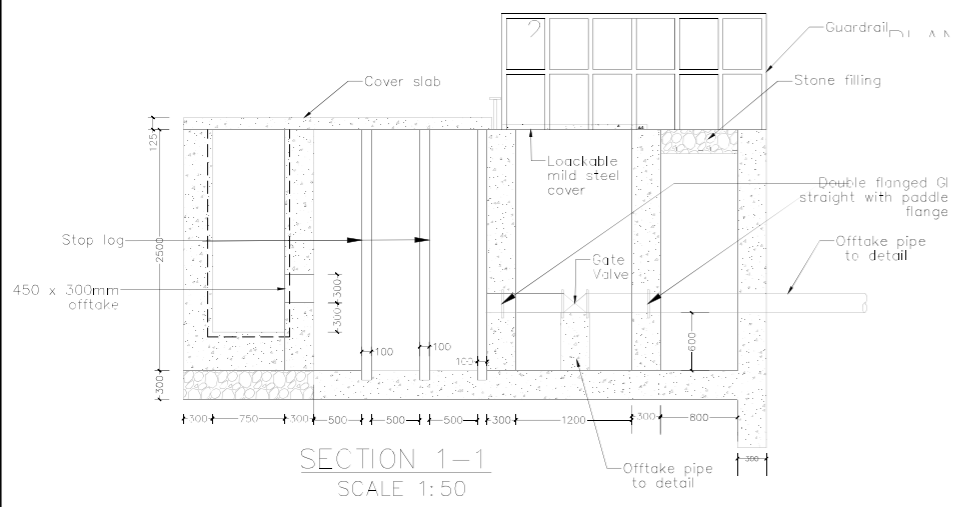 2
Guardrail
Cover slab
Stone filling
125
Loackable
mild steel
cover
Double flanged GI
straight with paddle
flange
Stop log
2500
Offtake pipe
to detail
Gate
Valve
450 x 300mm
offtake
300
300
600
100
100
100
300
300
750
300
500
500
500
300
1200
300
800
300
SECTION 1-1
SCALE 1:50
Offtake pipe
to detail